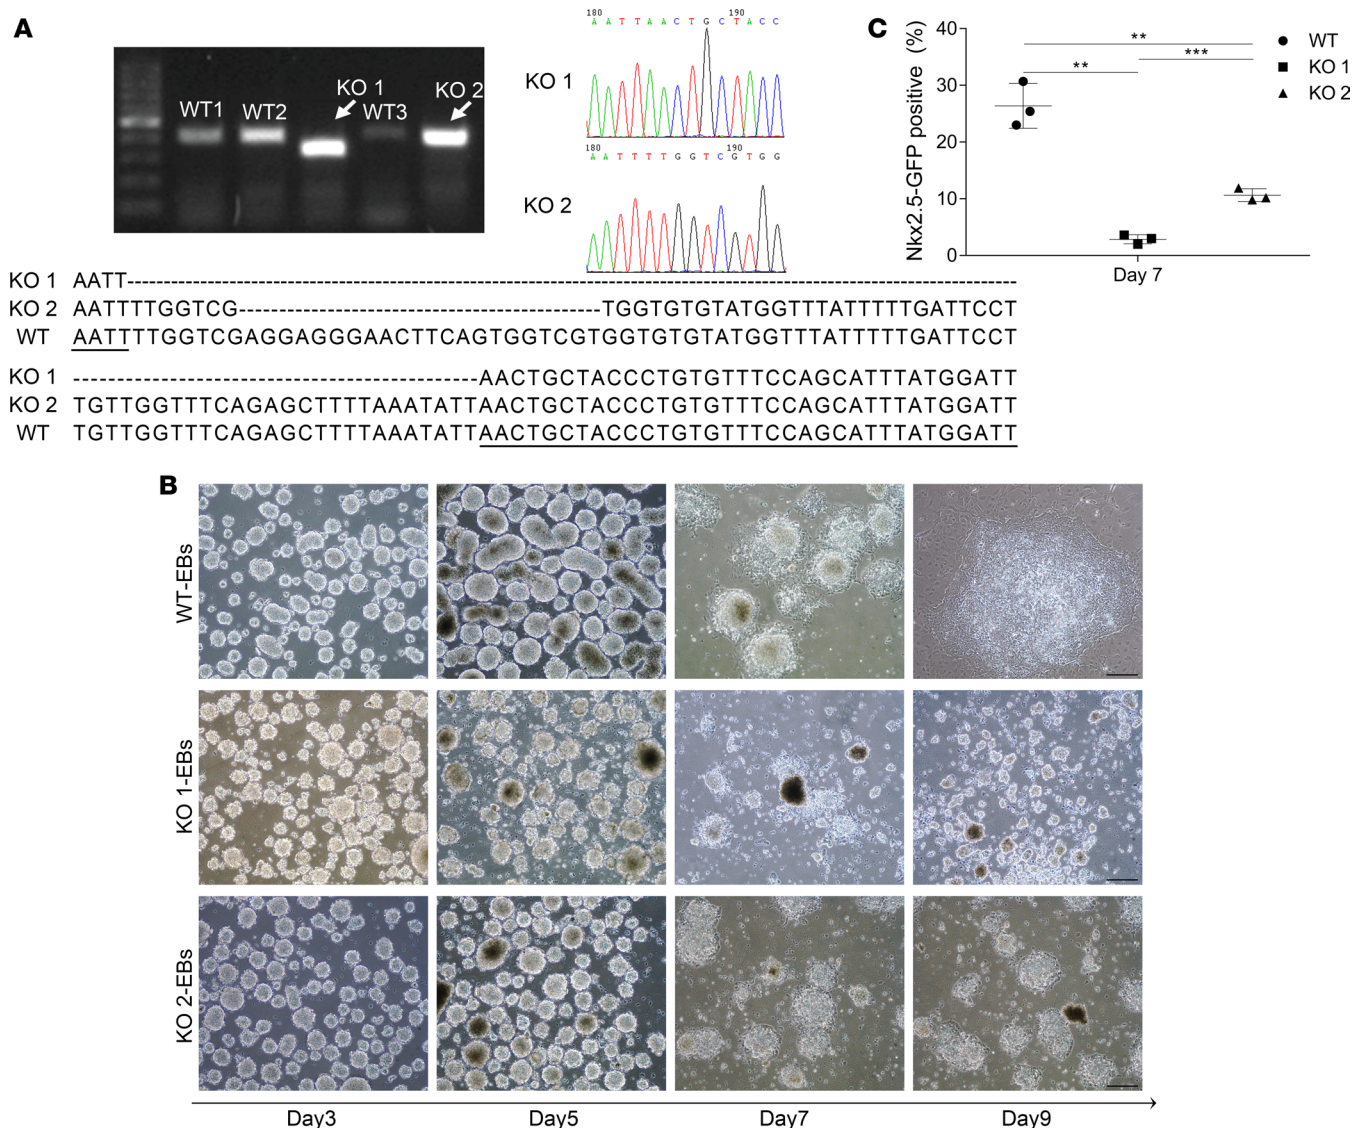 A
WT1
WT2
KO 1
WT3
KO 2
180
190
A A T T A A C T G C T A C C
KO 1
180
190
A A T T T T G G T C G T G G
KO 2
KO 1 AATT--------------------------------------------------------------------
KO 2 AATTTTGGTCG----------------------------TGGTGTGTATGGTTTATTTTTGATTCCT
WT AATTTTGGTCGAGGAGGGAACTTCAGTGGTCGTGGTGTGTATGGTTTATTTTTGATTCCT
KO 1 -------------------------------AACTGCTACCCTGTGTTTCCAGCATTTATGGATT
KO 2 TGTTGGTTTCAGAGCTTTTAAATATTAACTGCTACCCTGTGTTTCCAGCATTTATGGATT
WT TGTTGGTTTCAGAGCTTTTAAATATTAACTGCTACCCTGTGTTTCCAGCATTTATGGATT
C
Nkx2.5-GFP positive (%)
40
30
20
10
0
**
**
***
Day 7
WT
KO 1
KO 2
B
WT-EBs
KO 1-EBs
KO 2-EBs
Day3
Day5
Day7
Day9